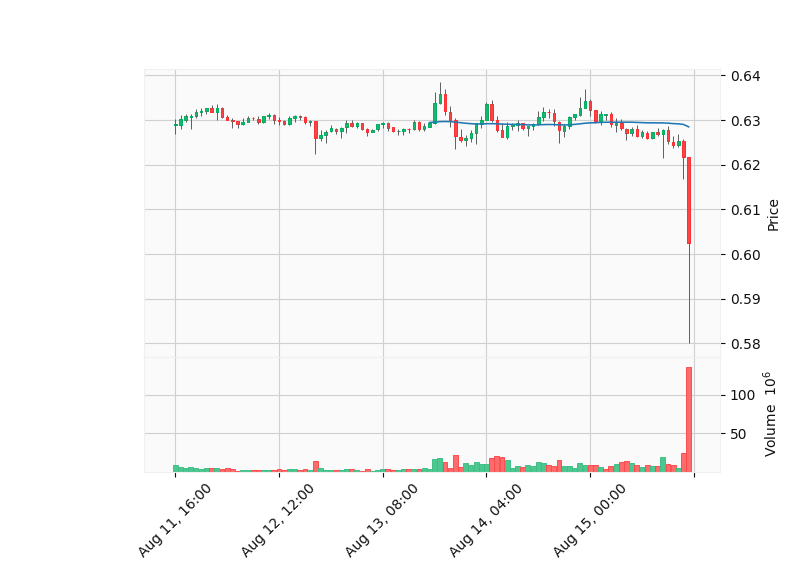 0.64
0.63
0.62
0.61
0.60
0.59
0.58
Price
100
50
Volume 10⁶
Aug 11, 16:00
Aug 12, 12:00
Aug 13, 08:00
Aug 14, 04:00
Aug 15, 00:00